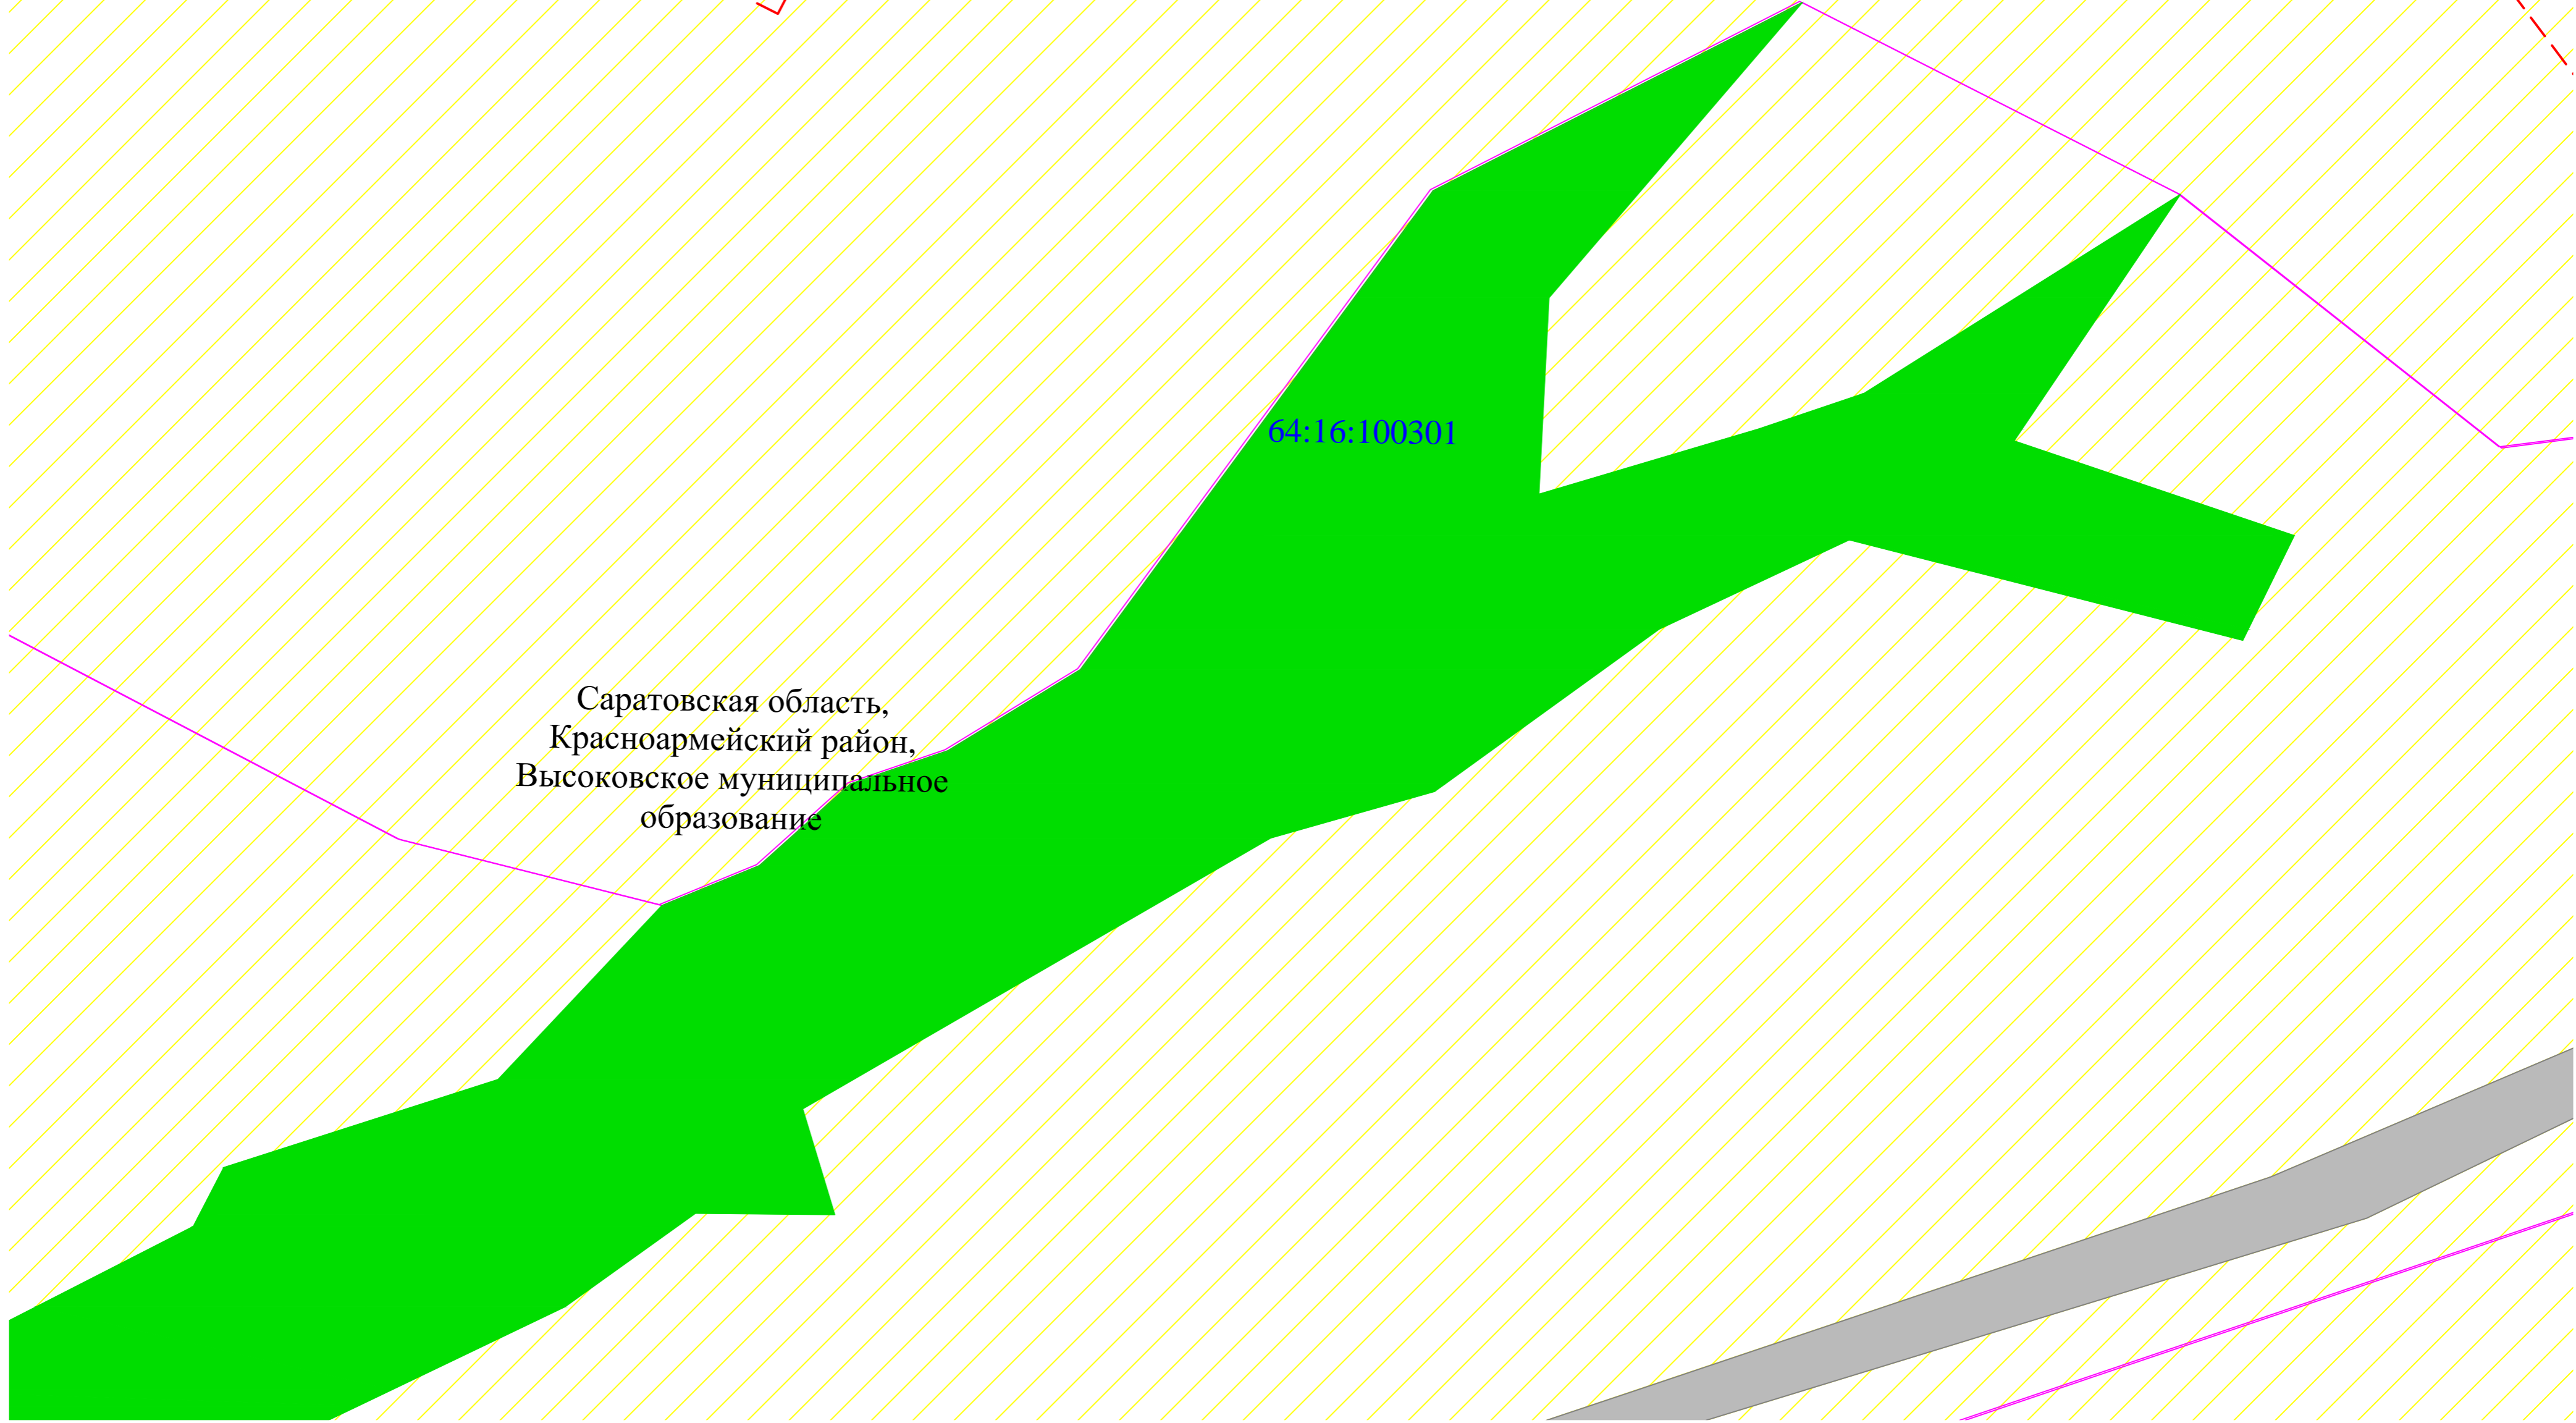 64:16:100301
Саратовская область,
Красноармейский район,
Высоковское муниципальное
образование